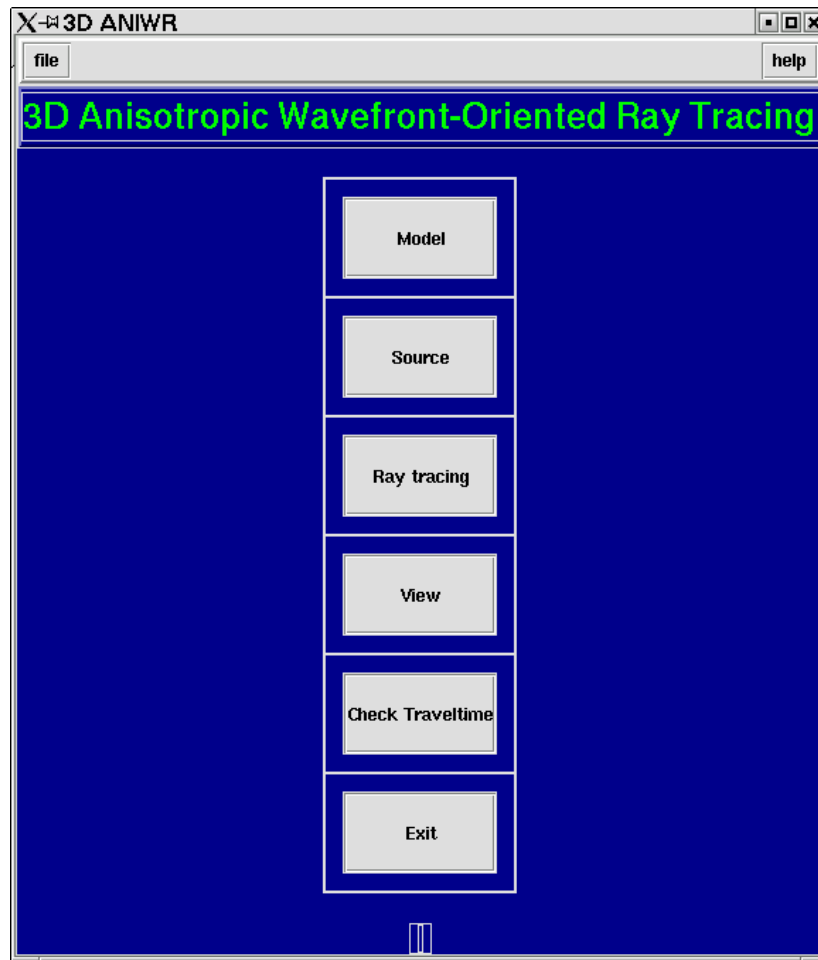 3D ANIWR
file help
3D Anisotropic Wavefront-Oriented Ray Tracing
Model
Source
Ray tracing
View
Check Traveltime
Exit